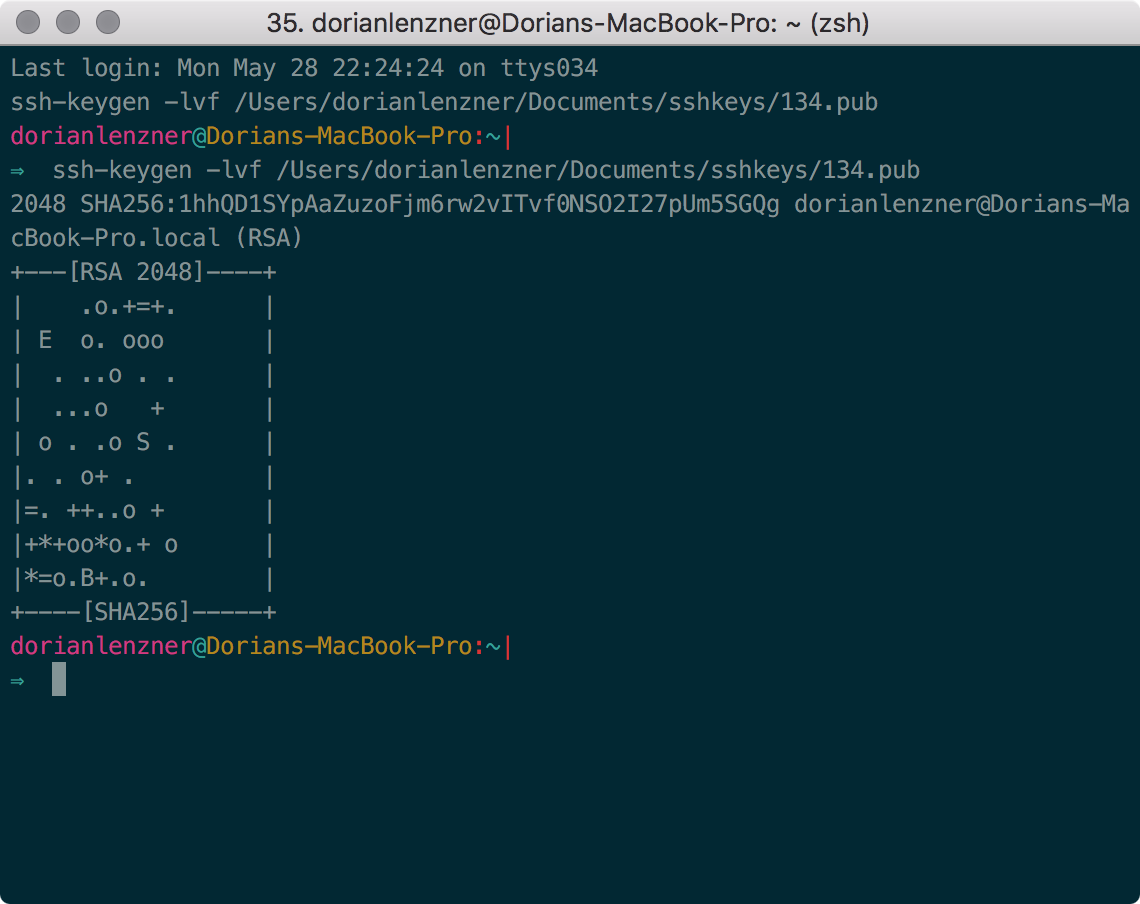 35. dorianlenzner@Dorians-MacBook-Pro: ~ (zsh)
Last login: Mon May 28 22:24:24 on ttys034
ssh-keygen -lvf /Users/dorianlenzner/Documents/sshkeys/134.pub
dorianlenzner@Dorians-MacBook-Pro:~|
⇒  ssh-keygen -lvf /Users/dorianlenzner/Documents/sshkeys/134.pub
2048 SHA256:1hhQD1SYpAaZuzoFjm6rw2vITvf0NSO2I27pUm5SGQg dorianlenzner@Dorians-Ma
cBook-Pro.local (RSA)
+---[RSA 2048]----+
|    .o.+=+.      |
| E  o. ooo       |
|  . ..o . .      |
|  ...o   +       |
| o . .o S .      |
|. . o+ .         |
|=. ++..o +       |
|+*+oo*o.+ o      |
|*=o.B+.o.        |
+----[SHA256]-----+
dorianlenzner@Dorians-MacBook-Pro:~|
⇒